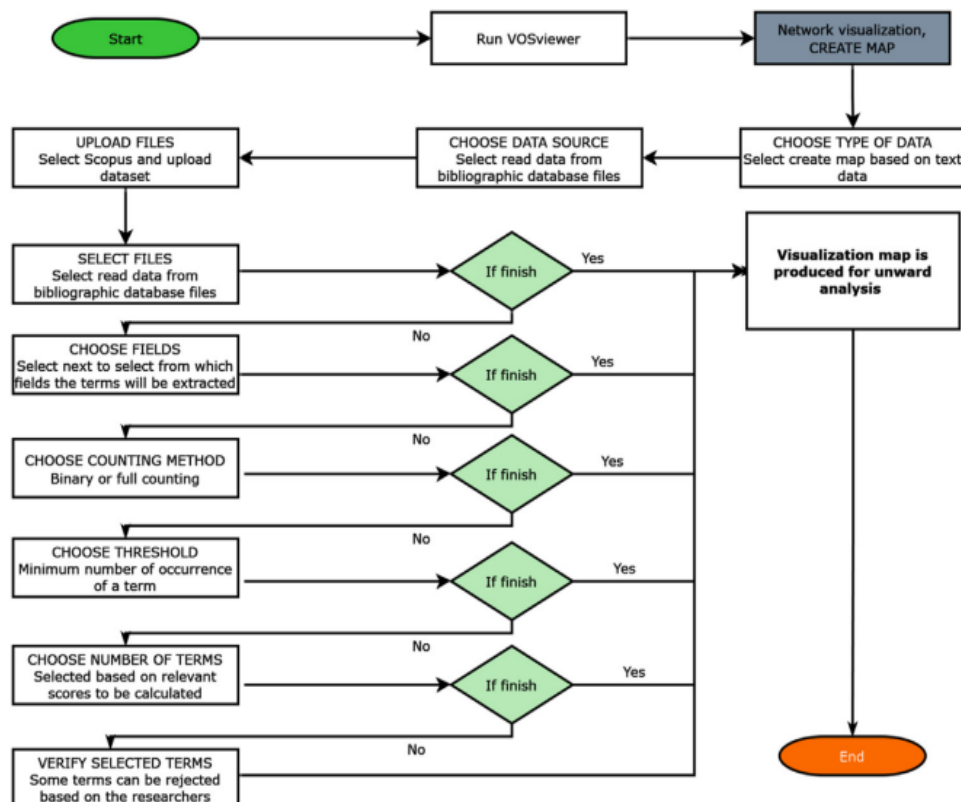 Start
Run VOSviewer
Network visualization,
CREATE MAP
UPLOAD FILES
Select Scopus and upload
dataset
CHOOSE DATA SOURCE
Select read data from
bibliographic database files
CHOOSE TYPE OF DATA
Select create map based on text
data
SELECT FILES
Select read data from
bibliographic database files
If finish
Yes
Visualization map is
produced for unward
analysis
No
CHOOSE FIELDS
Select next to select from which
fields the terms will be extracted
If finish
Yes
No
CHOOSE COUNTING METHOD
Binary or full counting
If finish
Yes
No
CHOOSE THRESHOLD
Minimum number of occurrence
of a term
If finish
Yes
No
CHOOSE NUMBER OF TERMS
Selected based on relevant
scores to be calculated
If finish
Yes
No
VERIFY SELECTED TERMS
Some terms can be rejected
based on the researchers
End